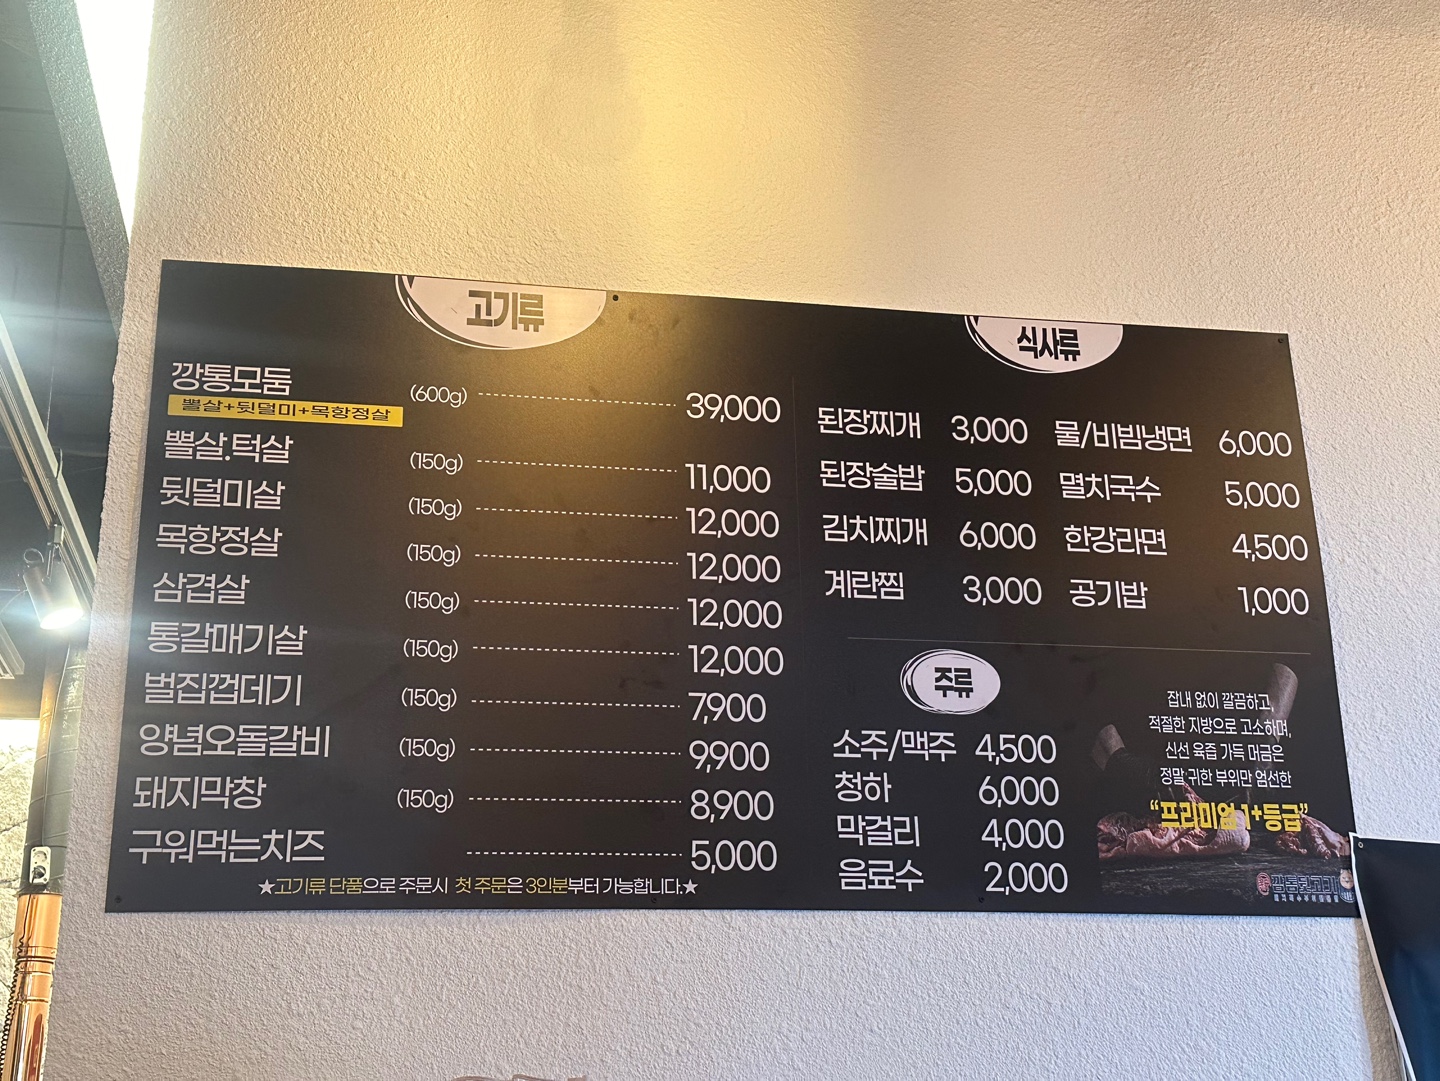 고기류
깡통모둠 (600g) 39,000
뽈살+뒷덜미+목항정살
뽈살.턱살 (150g) 11,000
뒷덜미살 (150g) 12,000
목항정살 (150g) 12,000
삼겹살 (150g) 12,000
통갈매기살 (150g) 12,000
벌집껍데기 (150g) 7,900
양념오돌갈비 (150g) 9,900
돼지막창 (150g) 8,900
구워먹는치즈 5,000
★고기류 단품으로 주문시 첫 주문은 3인분부터 가능합니다.★
식사류
된장찌개 3,000 물/비빔냉면 6,000
된장술밥 5,000 멸치국수 5,000
김치찌개 6,000 한강라면 4,500
계란찜 3,000 공기밥 1,000
주류
소주/맥주 4,500
청하 6,000
막걸리 4,000
음료수 2,000
잡내 없이 깔끔하고,
적절한 지방으로 고소하며,
신선 육즙 가득 머금은
정말 귀한 부위만 엄선한
“프리미엄 1+등급”
깡통뒷고기